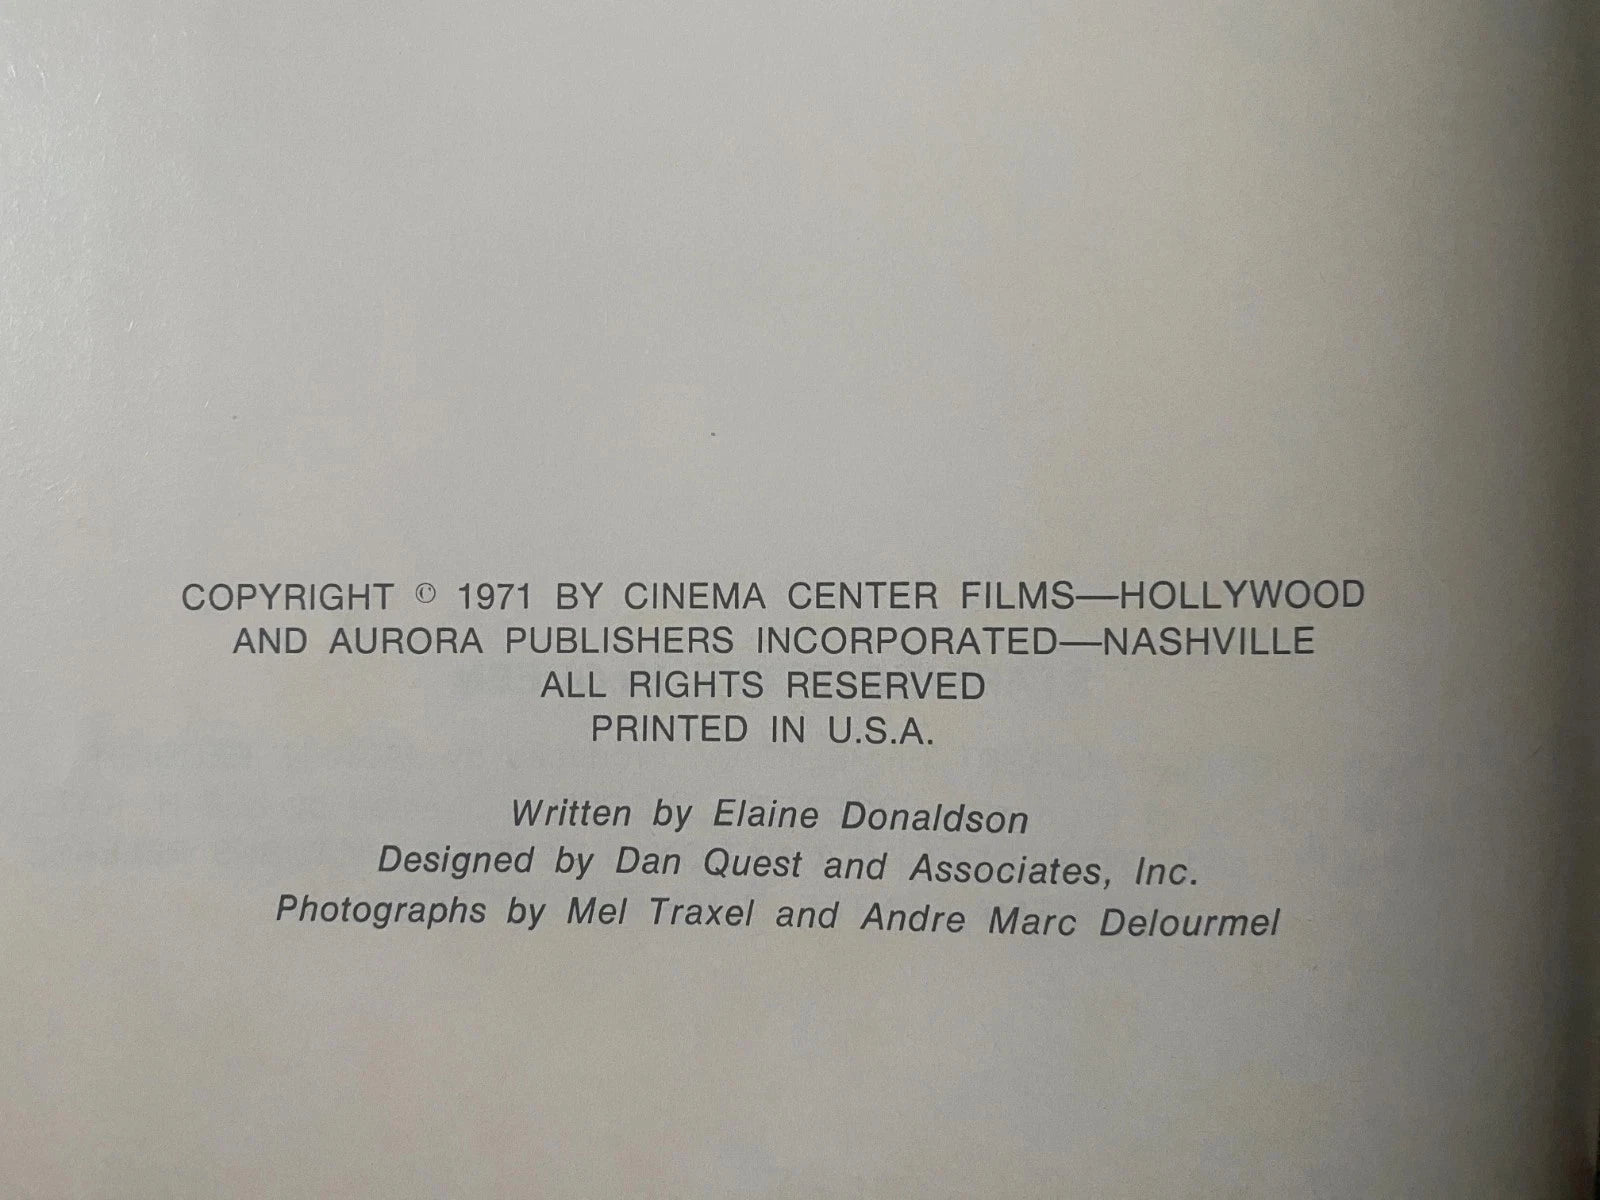 COPYRIGHT © 1971 BY CINEMA CENTER FILMS—HOLLYWOOD
AND AURORA PUBLISHERS INCORPORATED—NASHVILLE
ALL RIGHTS RESERVED
PRINTED IN U.S.A.
Written by Elaine Donaldson
Designed by Dan Quest and Associates, Inc.
Photographs by Mel Traxel and Andre Marc Delourmel